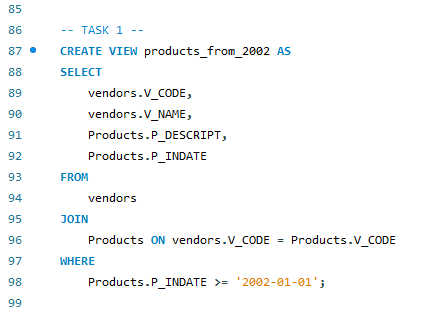 85
86 -- TASK 1 --
87 CREATE VIEW products_from_2002 AS
88 SELECT
89 vendors.V_CODE,
90 vendors.V_NAME,
91 Products.P_DESCRIPT,
92 Products.P_INDATE
93 FROM
94 vendors
95 JOIN
96 Products ON vendors.V_CODE = Products.V_CODE
97 WHERE
98 Products.P_INDATE >= '2002-01-01';
99